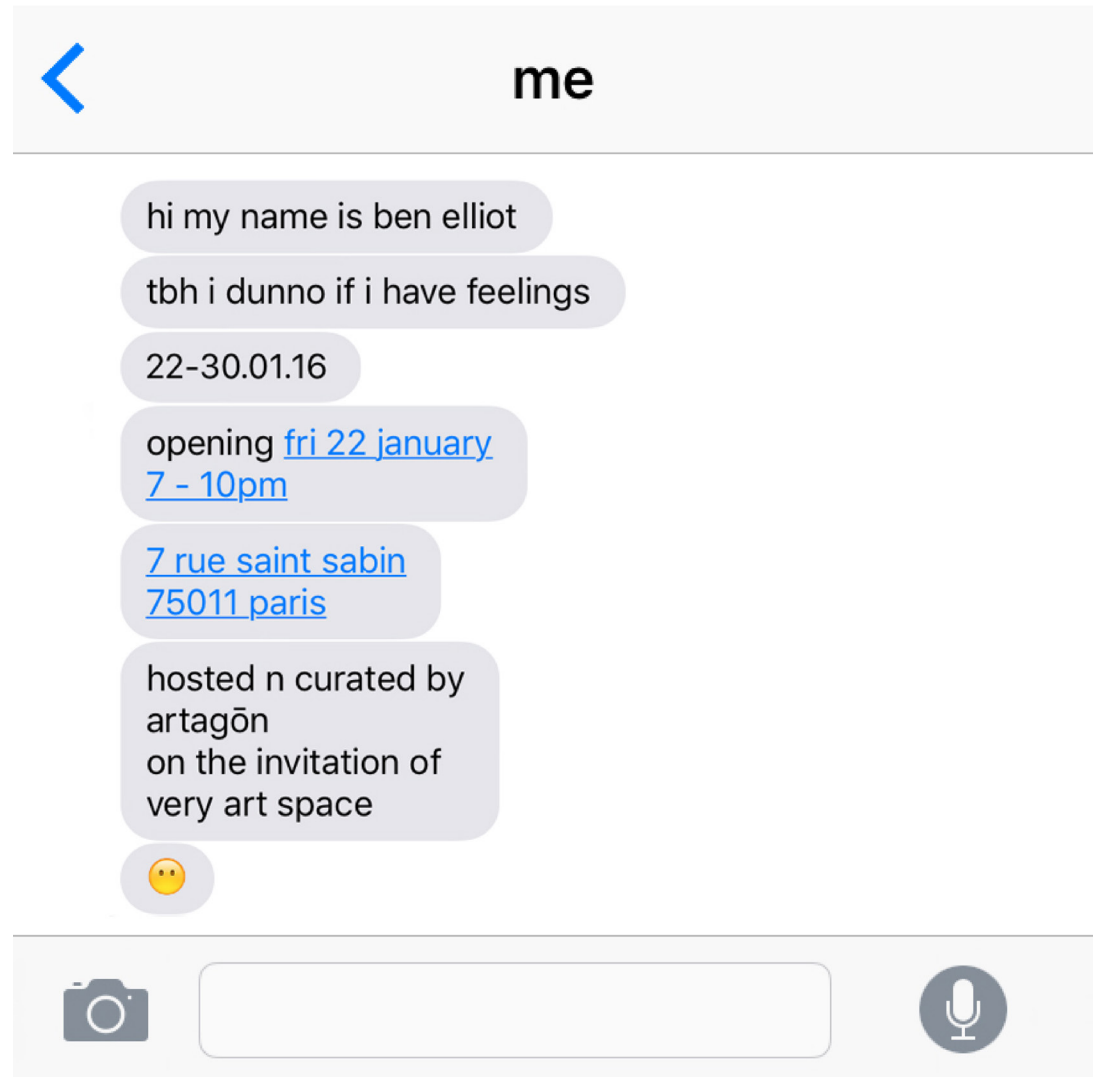 me
hi my name is ben elliot
tbh i dunno if i have feelings
22-30.01.16
opening fri 22 january
7 - 10pm
7 rue saint sabin
75011 paris
hosted n curated by
artagōn
on the invitation of
very art space
😶